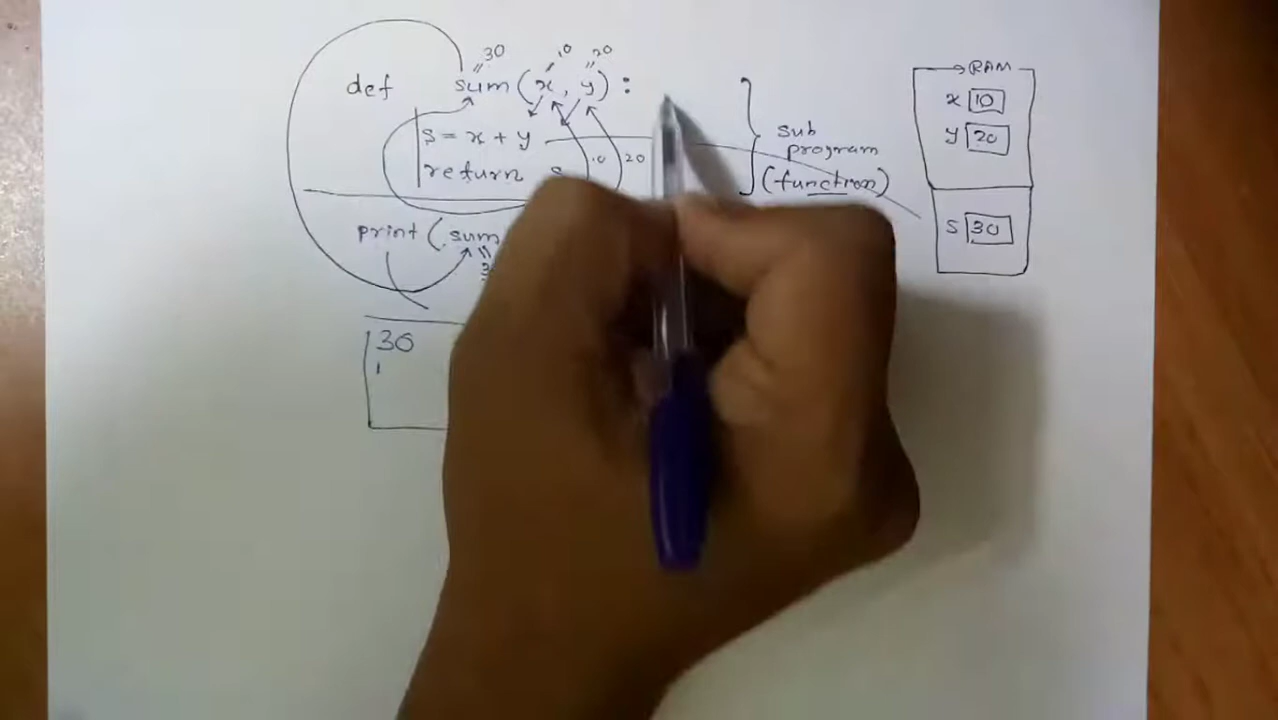 30 10 20
def sum(x, y):
s = x + y
return s
10 20
print (sum
30
sub
program
(function)
RAM
x 10
y 20
s 30